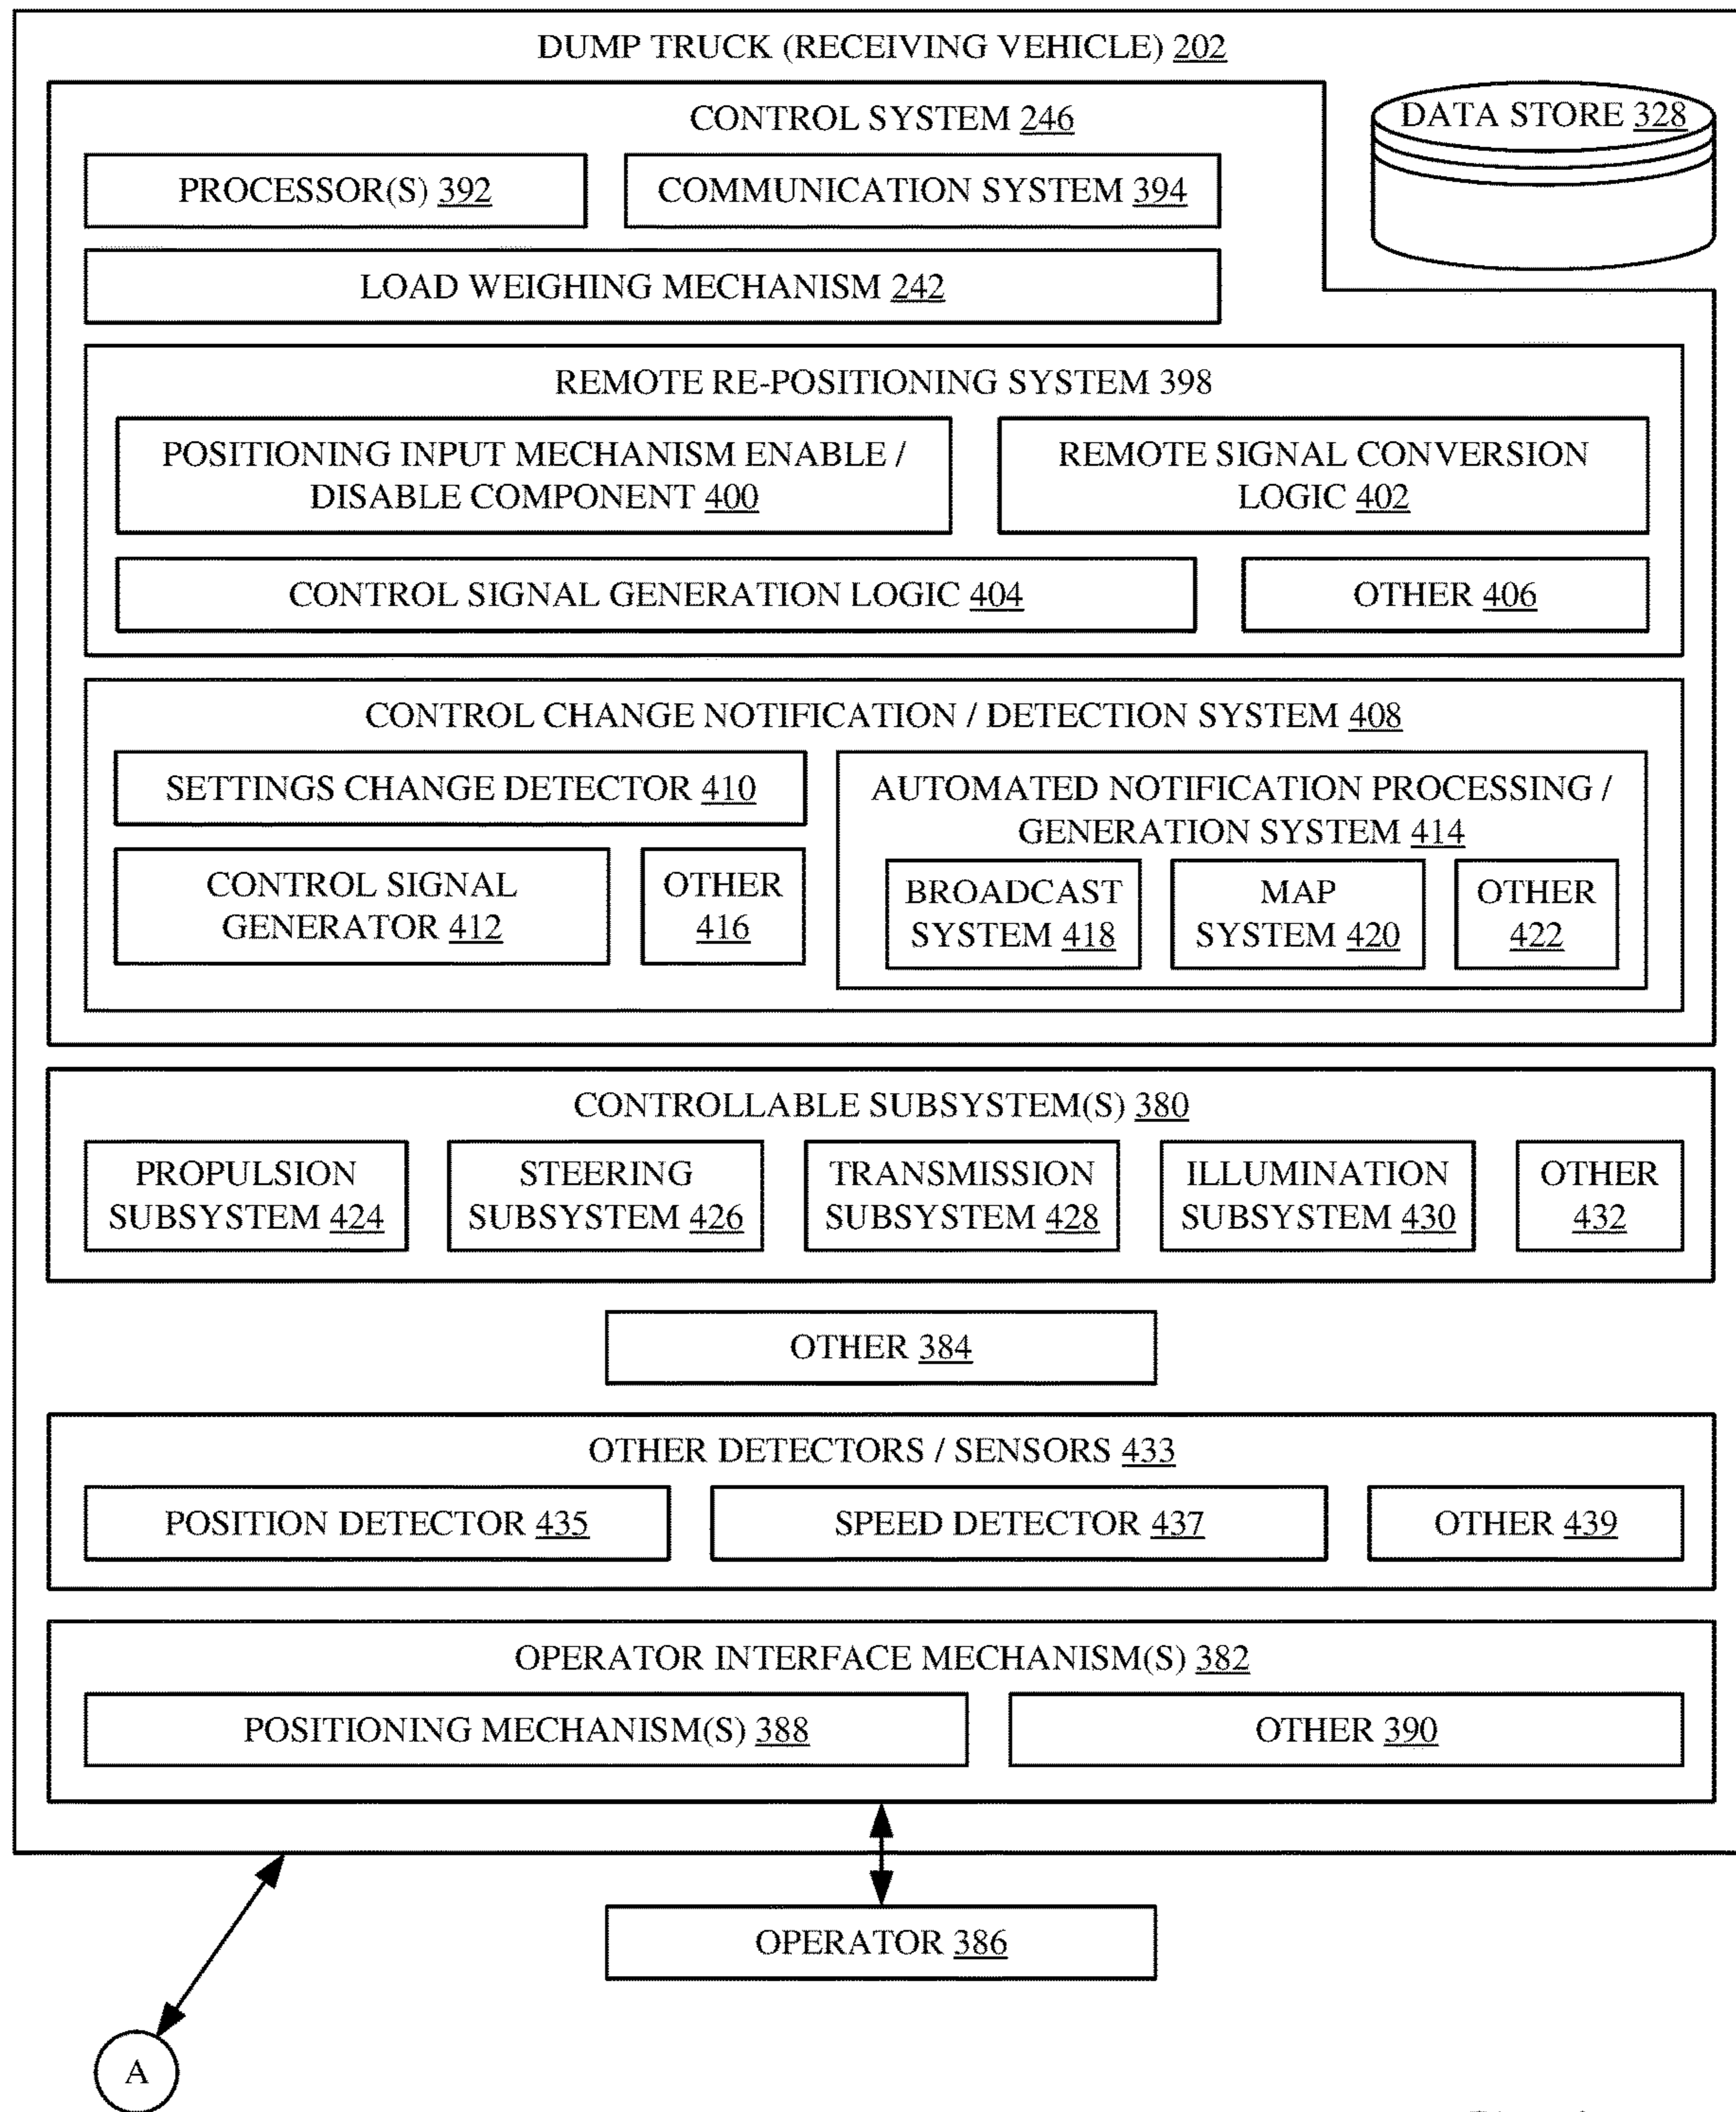 DUMP TRUCK (RECEIVING VEHICLE) 202
CONTROL SYSTEM 246
DATA STORE 328
PROCESSOR(S) 392
COMMUNICATION SYSTEM 394
LOAD WEIGHING MECHANISM 242
REMOTE RE-POSITIONING SYSTEM 398
POSITIONING INPUT MECHANISM ENABLE /
DISABLE COMPONENT 400
REMOTE SIGNAL CONVERSION
LOGIC 402
CONTROL SIGNAL GENERATION LOGIC 404
OTHER 406
CONTROL CHANGE NOTIFICATION / DETECTION SYSTEM 408
SETTINGS CHANGE DETECTOR 410
CONTROL SIGNAL
GENERATOR 412
OTHER
416
AUTOMATED NOTIFICATION PROCESSING /
GENERATION SYSTEM 414
BROADCAST
SYSTEM 418
MAP
SYSTEM 420
OTHER
422
CONTROLLABLE SUBSYSTEM(S) 380
PROPULSION
SUBSYSTEM 424
STEERING
SUBSYSTEM 426
TRANSMISSION
SUBSYSTEM 428
ILLUMINATION
SUBSYSTEM 430
OTHER
432
OTHER 384
OTHER DETECTORS / SENSORS 433
POSITION DETECTOR 435
SPEED DETECTOR 437
OTHER 439
OPERATOR INTERFACE MECHANISM(S) 382
POSITIONING MECHANISM(S) 388
OTHER 390
OPERATOR 386
A